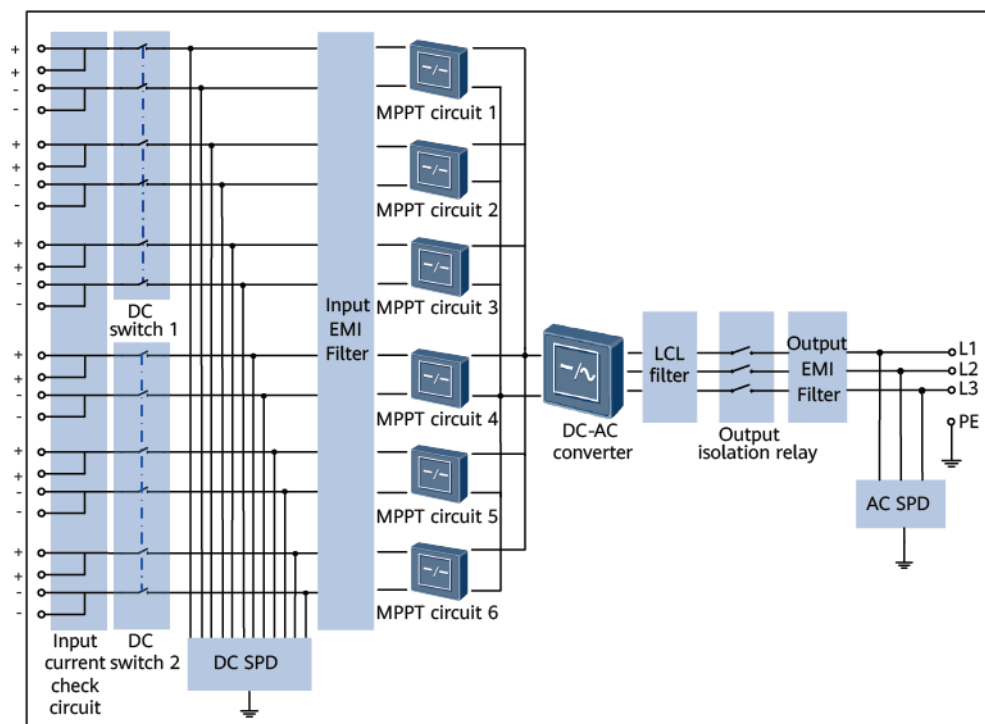 +
+
-
-
+
+
-
-
+
+
-
-
+
+
-
-
+
+
-
-
+
+
-
-
Input
current
check
circuit
DC
switch 1
DC
switch 2
DC SPD
Input
EMI
Filter
MPPT circuit 1
MPPT circuit 2
MPPT circuit 3
MPPT circuit 4
MPPT circuit 5
MPPT circuit 6
DC-AC
converter
LCL
filter
Output
isolation relay
Output
EMI
Filter
L1
L2
L3
PE
AC SPD